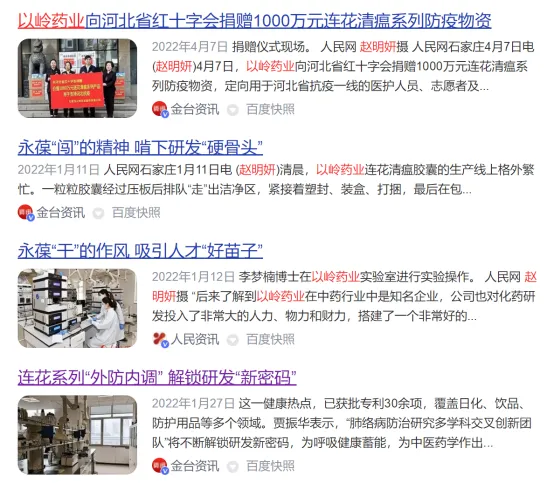 以岭药业向河北省红十字会捐赠1000万元连花清瘟系列防疫物资
2022年4月7日 捐赠仪式现场。 人民网 赵明妍摄 人民网石家庄4月7日电
(赵明妍)4月7日，以岭药业向河北省红十字会捐赠1000万元连花清瘟系
列防疫物资，定向用于河北省抗疫一线的医护人员、志愿者及...
金台资讯 百度快照
永葆“闯”的精神 啃下研发“硬骨头”
2022年1月11日 人民网石家庄1月11日电 (赵明妍)清晨，以岭药业连花清瘟胶囊的生产线上格外繁
忙。一粒粒胶囊经过压板后排队“走”出洁净区，紧接着塑封、装盒、打捆，最后在包...
金台资讯 百度快照
永葆“干”的作风 吸引人才“好苗子”
2022年1月12日 李梦楠博士在以岭药业实验室进行实验操作。 人民网 赵
明妍摄 “后来了解到以岭药业在中药行业中是知名企业，公司也对化药研
发投入了非常大的人力、物力和财力，搭建了一个非常好的...
人民资讯 百度快照
连花系列“外防内调” 解锁研发“新密码”
2022年1月27日 这一健康热点，已获批专利30余项，覆盖日化、饮品、
防护用品等多个领域。贾振华表示，“肺络病防治研究多学科交叉创新团
队”将不断解锁研发新密码，为呼吸健康蓄能，为中医药学作出...
金台资讯 百度快照